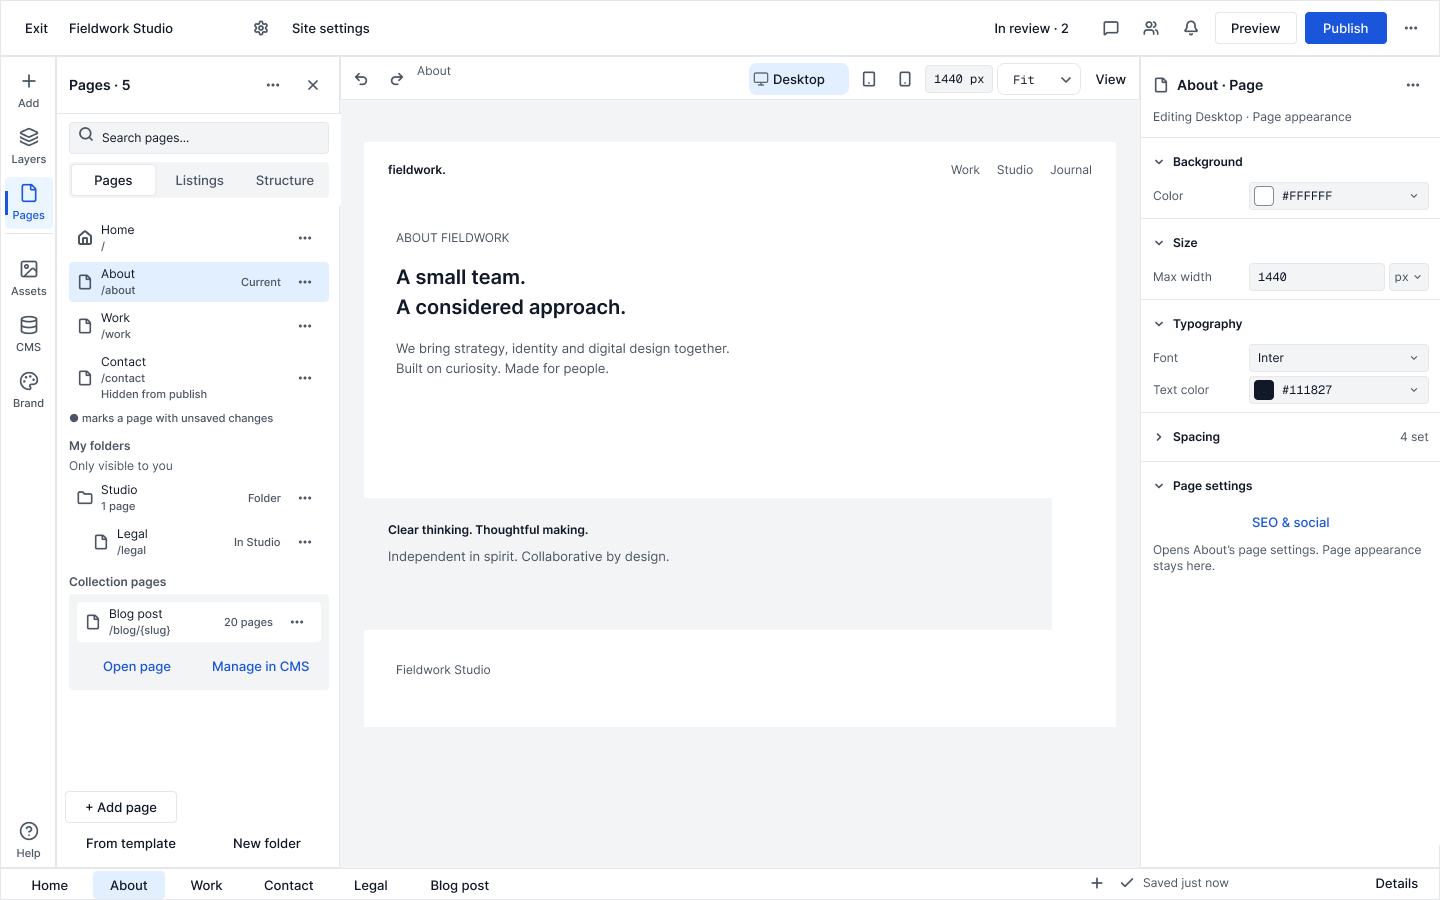 Exit Fieldwork Studio Site settings In review · 2 Preview Publish
Add
Layers
Pages
Assets
CMS
Brand
Help
Pages · 5
Search pages...
Pages Listings Structure
Home
/
About
/about
Current
Work
/work
Contact
/contact
Hidden from publish
marks a page with unsaved changes
My folders
Only visible to you
Studio
1 page
Folder
Legal
/legal
In Studio
Collection pages
Blog post
/blog/{slug}
20 pages
Open page Manage in CMS
+ Add page
From template New folder
About Desktop 1440 px Fit View
fieldwork. Work Studio Journal
ABOUT FIELDWORK
A small team.
A considered approach.
We bring strategy, identity and digital design together.
Built on curiosity. Made for people.
Clear thinking. Thoughtful making.
Independent in spirit. Collaborative by design.
Fieldwork Studio
About · Page
Editing Desktop · Page appearance
Background
Color #FFFFFF
Size
Max width 1440 px
Typography
Font Inter
Text color #111827
Spacing 4 set
Page settings
SEO & social
Opens About’s page settings. Page appearance
stays here.
Home About Work Contact Legal Blog post Saved just now Details